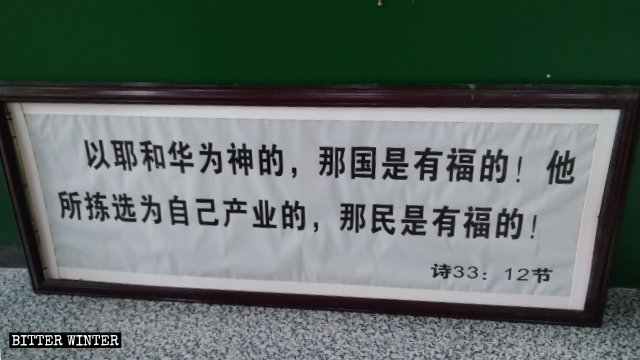 以耶和华为神的，那国是有福的！他
所拣选为自己产业的，那民是有福的！
诗33：12节
BITTER WINTER